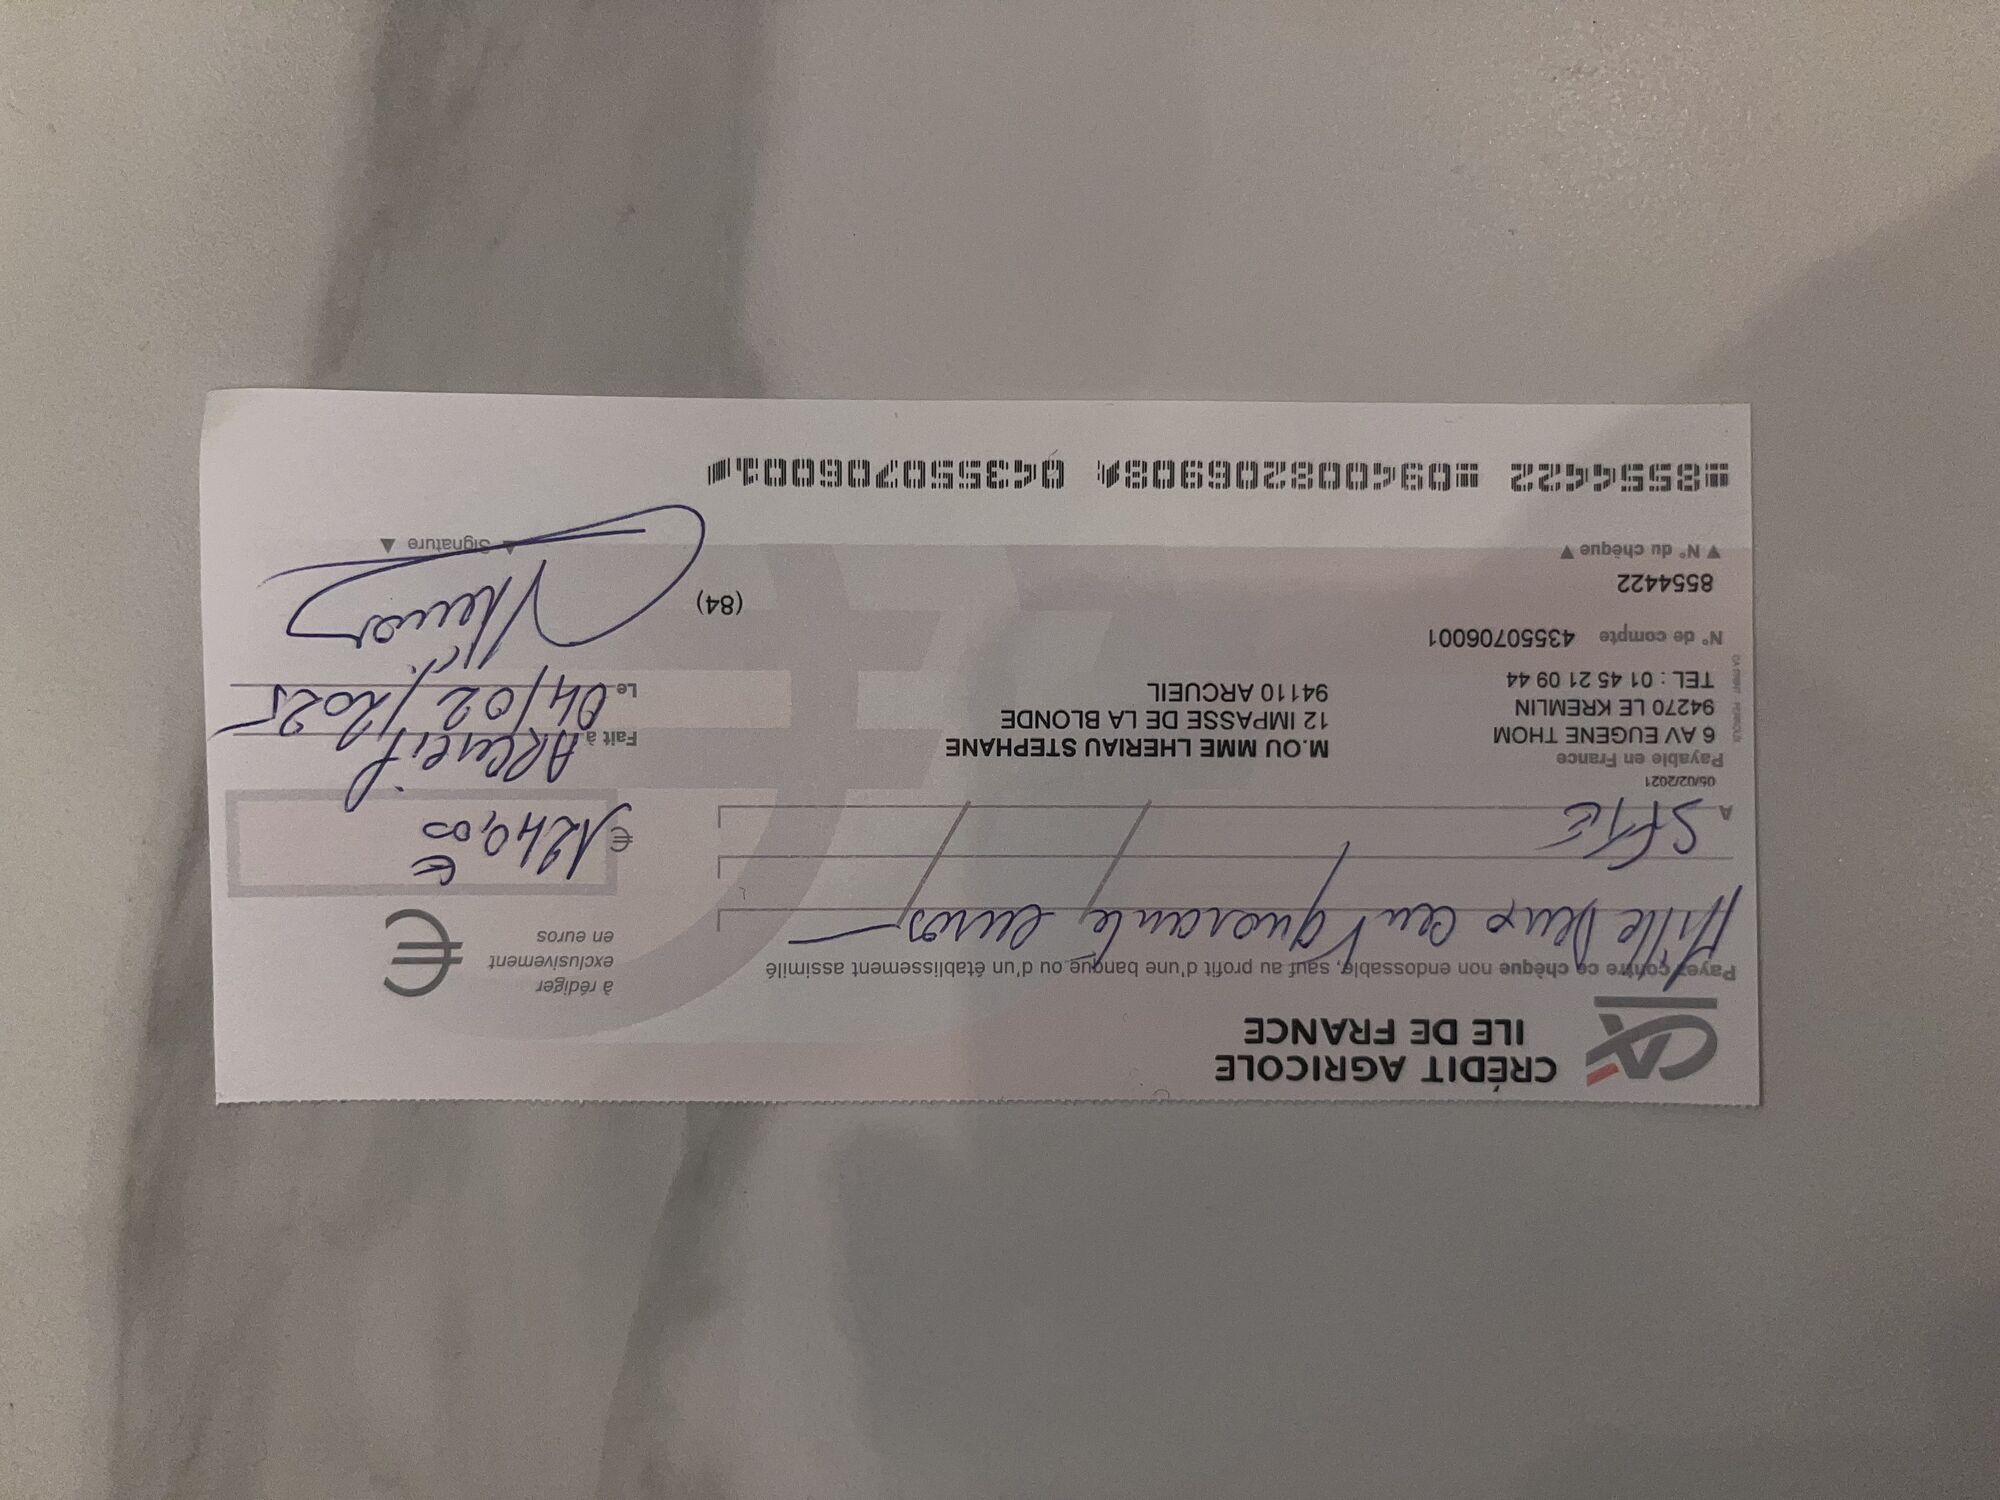 CRÉDIT AGRICOLE
ILE DE FRANCE
à rédiger
exclusivement
en euros
€
Payez contre ce chèque non endossable, sauf au profit d'une banque ou d'un établissement assimilé
Mille Deux cent quarante euros
€ 1240,00 €
A SFTE
05/02/2021
Payable en France
6 AV EUGENE THOM
94270 LE KREMLIN
TEL : 01 45 21 09 44
M.OU MME LHERIAU STEPHANE
12 IMPASSE DE LA BLONDE
94110 ARCUEIL
Fait à Arcueil
Le 04/02/2025
N° de compte 43550706001
8554422
(84)
▼ N° du chèque ▼
▲ Signature ▲
8554422 094008206908 043550706001